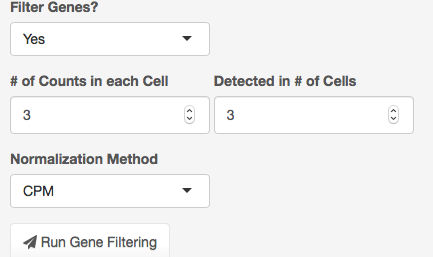 Filter Genes?
Yes
# of Counts in each Cell Detected in # of Cells
3 3
Normalization Method
CPM
Run Gene Filtering